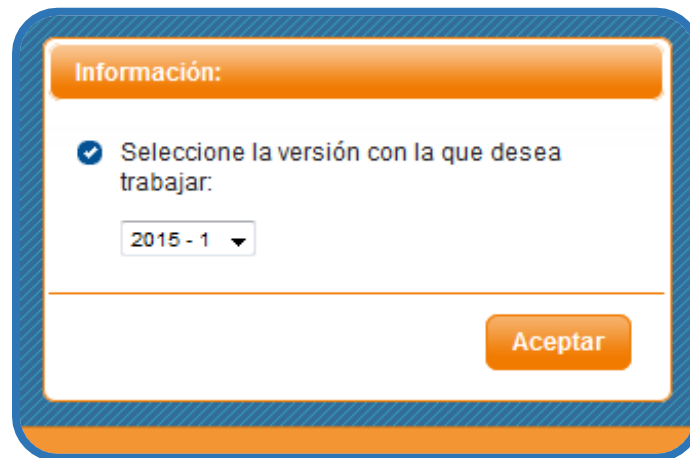 Información:
Seleccione la versión con la que desea
trabajar:
2015 - 1
Aceptar